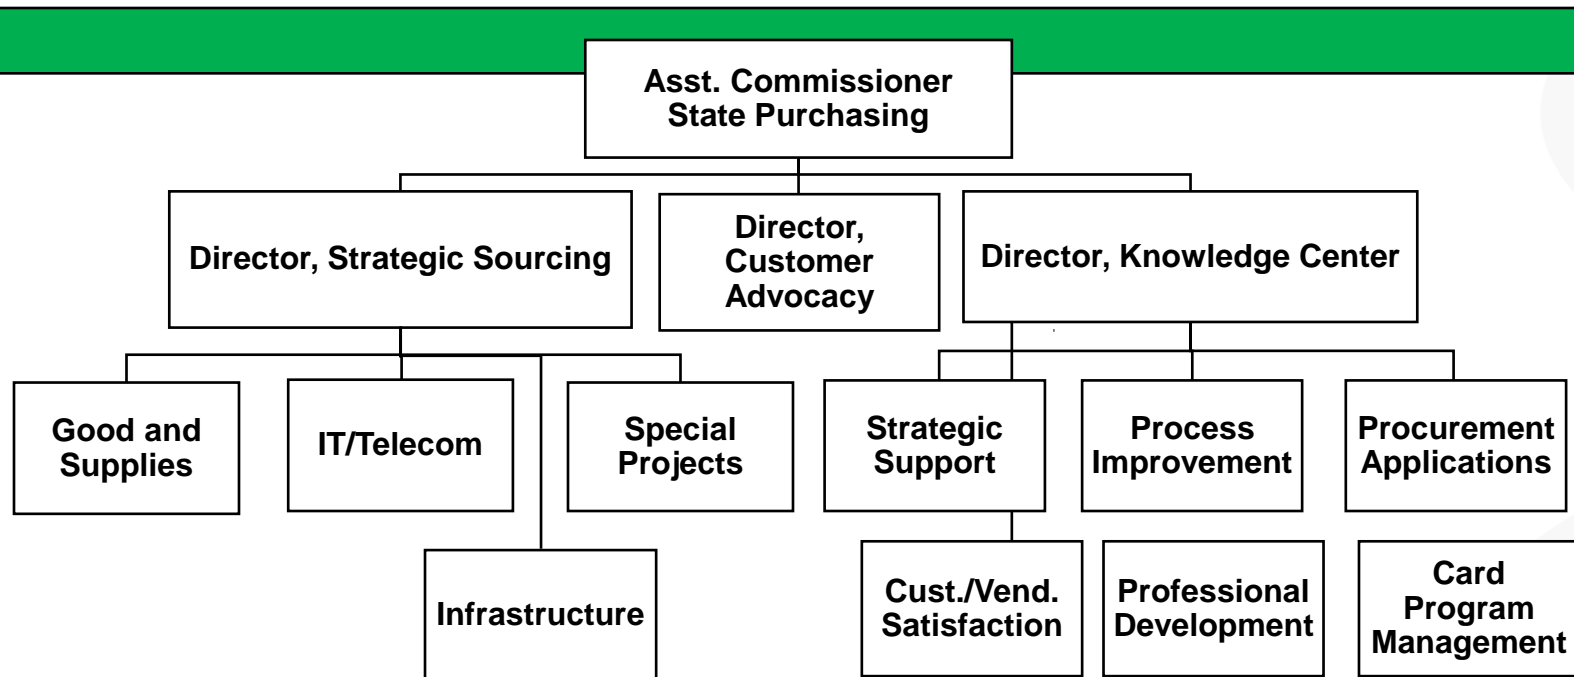 Asst. Commissioner
State Purchasing
Director, Strategic Sourcing
Director,
Customer
Advocacy
Director, Knowledge Center
Good and
Supplies
IT/Telecom
Special
Projects
Strategic
Support
Process
Improvement
Procurement
Applications
Infrastructure
Cust./Vend.
Satisfaction
Professional
Development
Card
Program
Management